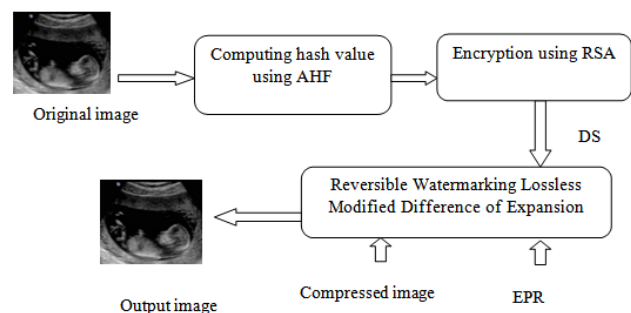 Computing hash value
using AHF
Encryption using RSA
Original image
DS
Reversible Watermarking Lossless
Modified Difference of Expansion
Compressed image
EPR
Output image